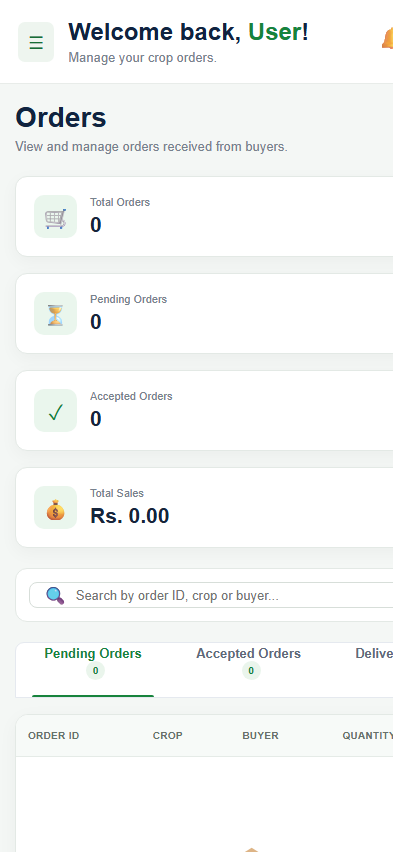 Welcome back, User!
Manage your crop orders.
Orders
View and manage orders received from buyers.
Total Orders
0
Pending Orders
0
Accepted Orders
0
Total Sales
Rs. 0.00
Search by order ID, crop or buyer...
Pending Orders Accepted Orders Delive
0 0
ORDER ID CROP BUYER QUANTITY